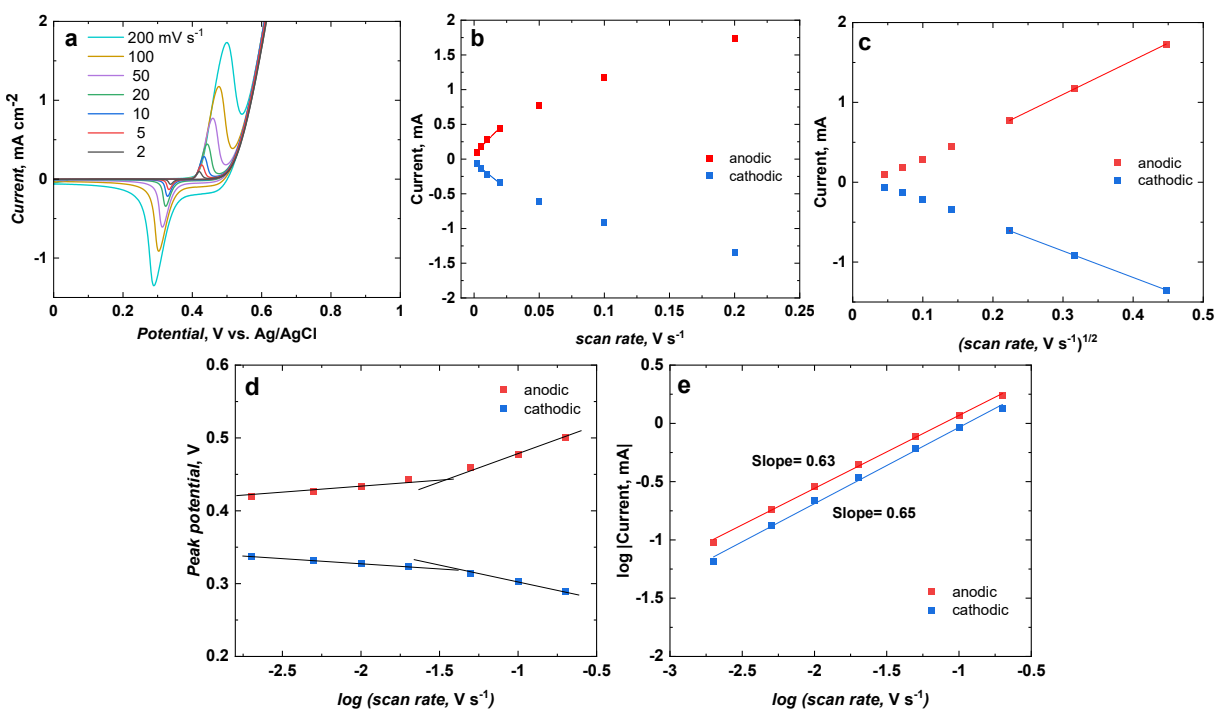 a
200 mV s⁻¹
100
50
20
10
5
2
2
1
0
-1
0
0.2
0.4
0.6
0.8
1
Current, mA cm⁻²
Potential, V vs. Ag/AgCl
b
anodic
cathodic
2
1.5
1
0.5
0
-0.5
-1
-1.5
-2
0
0.05
0.10
0.15
0.20
0.25
Current, mA
scan rate, V s⁻¹
c
anodic
cathodic
2
1
0
-1
0
0.1
0.2
0.3
0.4
0.5
Current, mA
(scan rate, V s⁻¹)¹/²
d
anodic
cathodic
0.6
0.5
0.4
0.3
0.2
-2.5
-2
-1.5
-1
-0.5
Peak potential, V
log (scan rate, V s⁻¹)
e
Slope= 0.63
Slope= 0.65
anodic
cathodic
0.5
0
-0.5
-1
-1.5
-2
-3
-2.5
-2
-1.5
-1
-0.5
log |Current, mA|
log (scan rate, V s⁻¹)